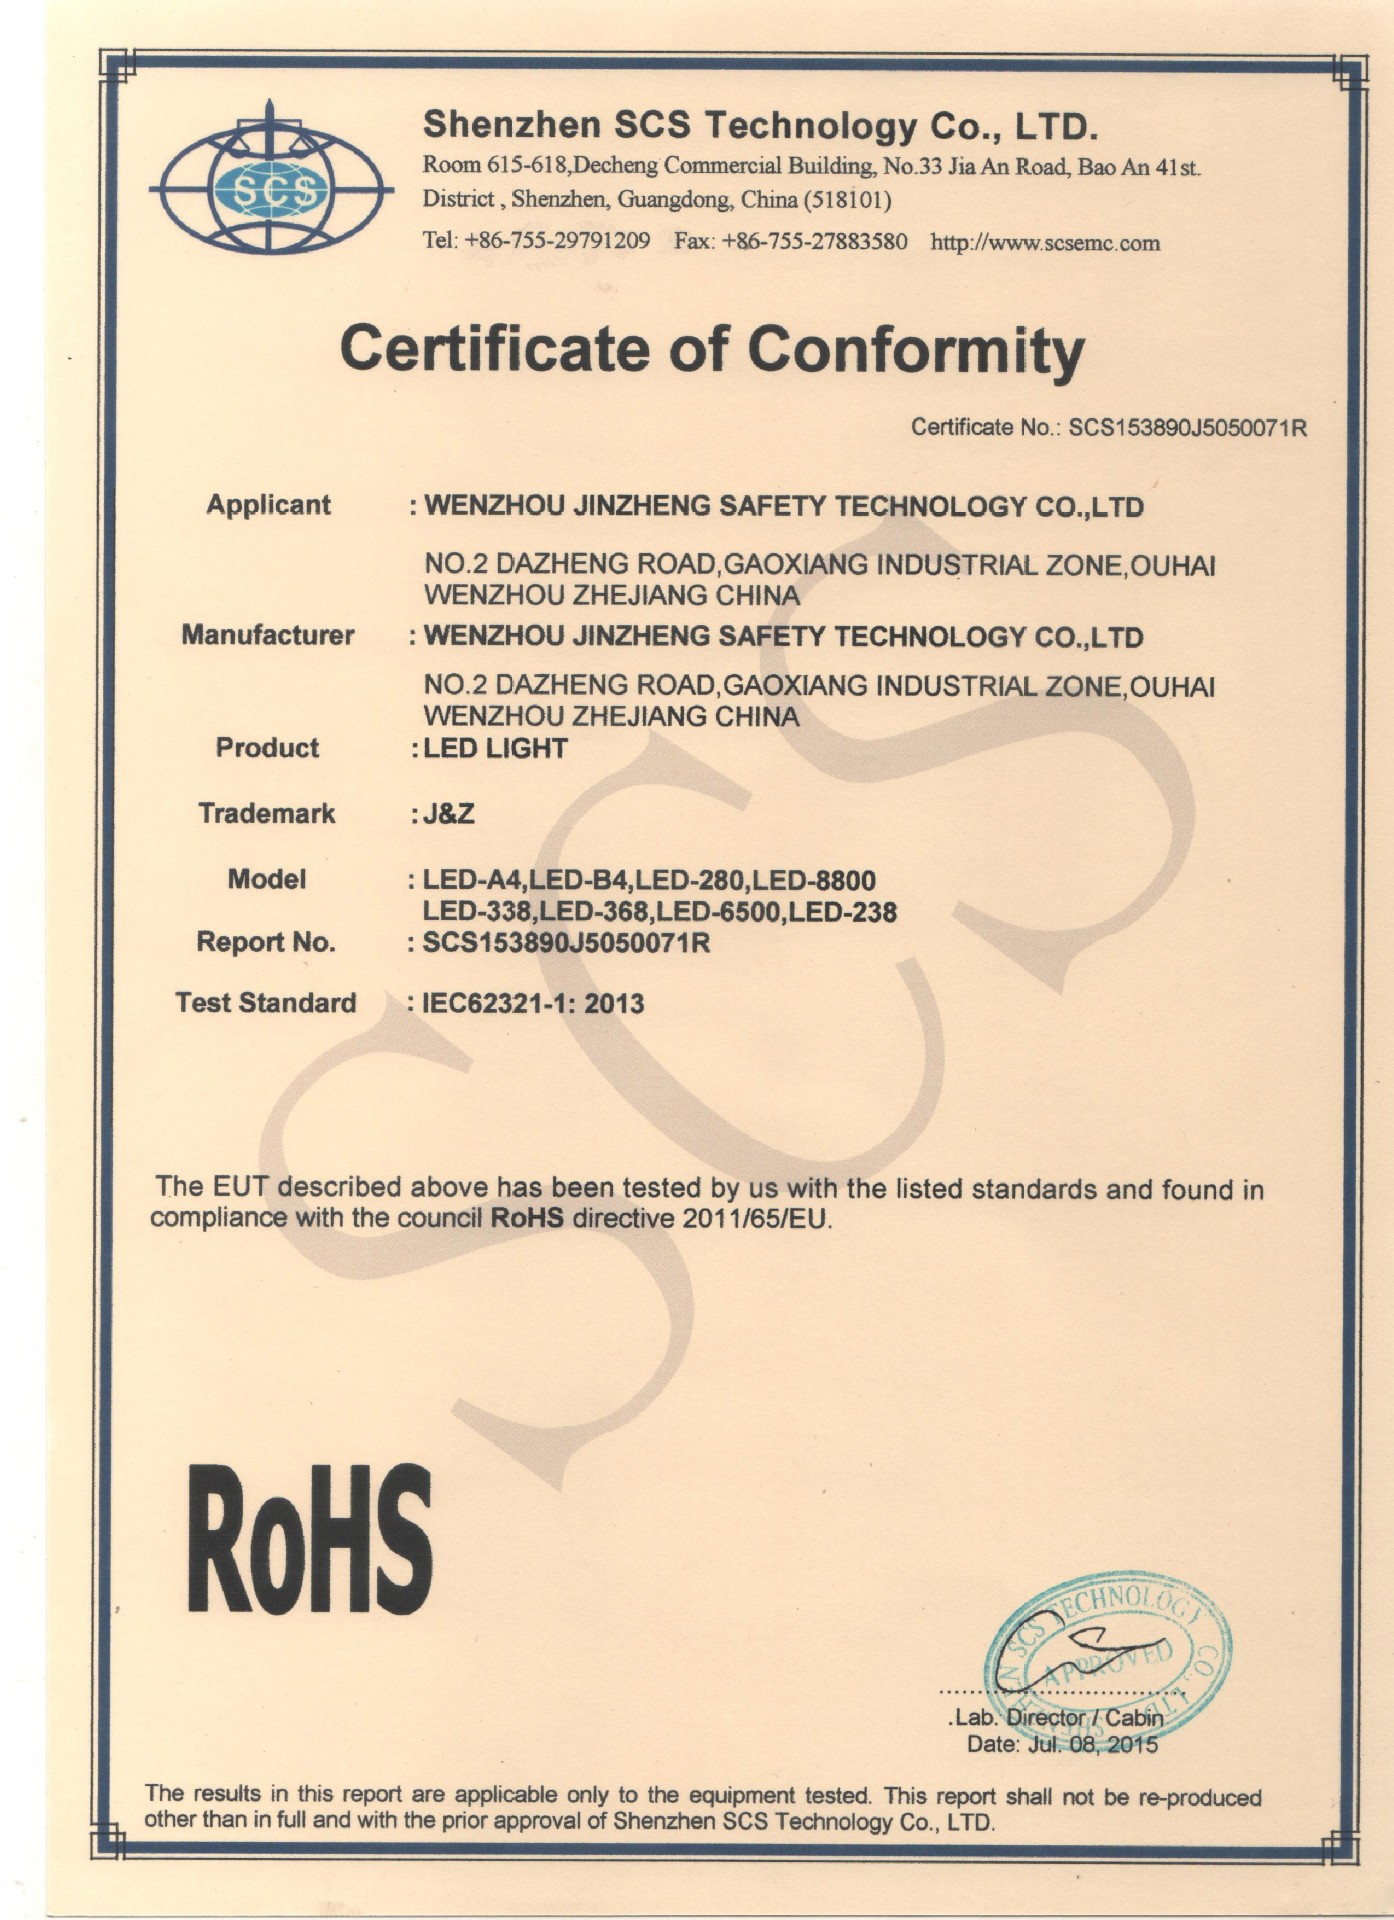 SCS
Shenzhen SCS Technology Co., LTD.
Room 615-618,Decheng Commercial Building, No.33 Jia An Road, Bao An 41st.
District , Shenzhen, Guangdong, China (518101)
Tel: +86-755-29791209 Fax: +86-755-27883580 http://www.scsemc.com
Certificate of Conformity
Certificate No.: SCS153890J5050071R
Applicant : WENZHOU JINZHENG SAFETY TECHNOLOGY CO.,LTD
NO.2 DAZHENG ROAD,GAOXIANG INDUSTRIAL ZONE,OUHAI
WENZHOU ZHEJIANG CHINA
Manufacturer : WENZHOU JINZHENG SAFETY TECHNOLOGY CO.,LTD
NO.2 DAZHENG ROAD,GAOXIANG INDUSTRIAL ZONE,OUHAI
WENZHOU ZHEJIANG CHINA
Product : LED LIGHT
Trademark : J&Z
Model : LED-A4,LED-B4,LED-280,LED-8800
LED-338,LED-368,LED-6500,LED-238
Report No. : SCS153890J5050071R
Test Standard : IEC62321-1: 2013
SCS
The EUT described above has been tested by us with the listed standards and found in
compliance with the council RoHS directive 2011/65/EU.
RoHS
SHENZHEN SCS TECHNOLOGY CO., LTD
APPROVED
.Lab. Director / Cabin
Date: Jul. 08, 2015
The results in this report are applicable only to the equipment tested. This report shall not be re-produced
other than in full and with the prior approval of Shenzhen SCS Technology Co., LTD.